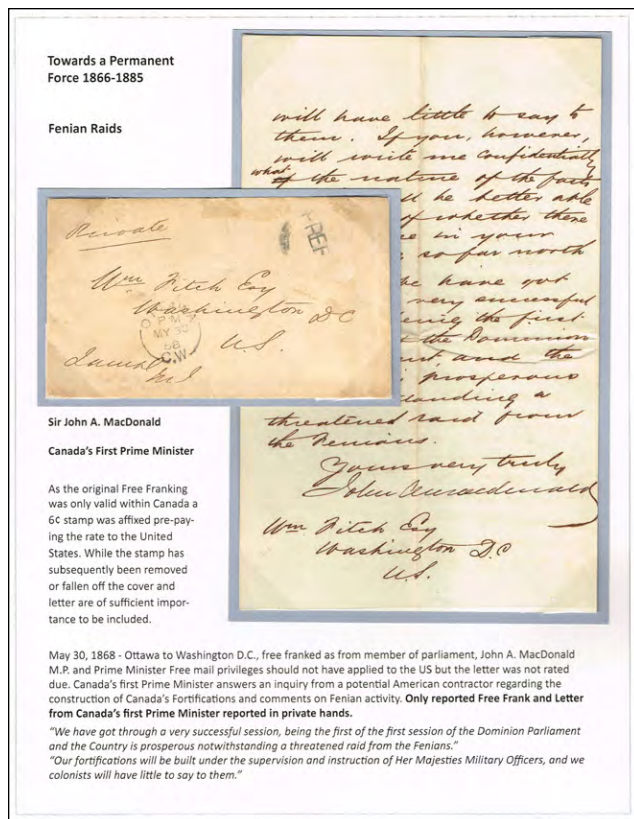 Towards a Permanent
Force 1866-1885
Fenian Raids
will have little to say to
them. If you, however,
will write me confidentially
what
of the nature of the facts
be better able
of whether there
in your
so far north
have got
very successful
being the first
the Dominion
and the
prosperous
a
threatened raid from
the Fenians.
Yours very truly
John A Macdonald
Wm Fitch Esq
Washington D.C
U.S.
Private
FREE
Wm Fitch Esq
Washington DC
U.S.
MY 30
68
C.W.
Sir John A. MacDonald
Canada's First Prime Minister
As the original Free Franking
was only valid within Canada a
6¢ stamp was affixed pre-pay-
ing the rate to the United
States. While the stamp has
subsequently been removed
or fallen off the cover and
letter are of sufficient impor-
tance to be included.
May 30, 1868 - Ottawa to Washington D.C., free franked as from member of parliament, John A. MacDonald
M.P. and Prime Minister Free mail privileges should not have applied to the US but the letter was not rated
due. Canada's first Prime Minister answers an inquiry from a potential American contractor regarding the
construction of Canada's Fortifications and comments on Fenian activity. Only reported Free Frank and Letter
from Canada's first Prime Minister reported in private hands.
"We have got through a very successful session, being the first of the first session of the Dominion Parliament
and the Country is prosperous notwithstanding a threatened raid from the Fenians."
"Our fortifications will be built under the supervision and instruction of Her Majesties Military Officers, and we
colonists will have little to say to them."